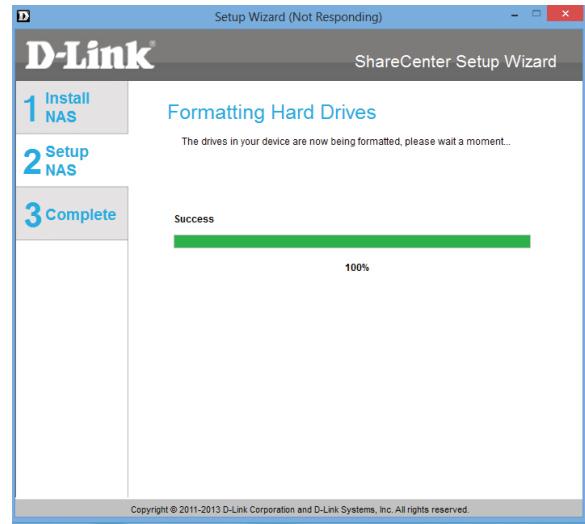 D Setup Wizard (Not Responding)
D-Link®
ShareCenter Setup Wizard
1 Install NAS
2 Setup NAS
3 Complete
Formatting Hard Drives
The drives in your device are now being formatted, please wait a moment...
Success
100%
Copyright © 2011-2013 D-Link Corporation and D-Link Systems, Inc. All rights reserved.